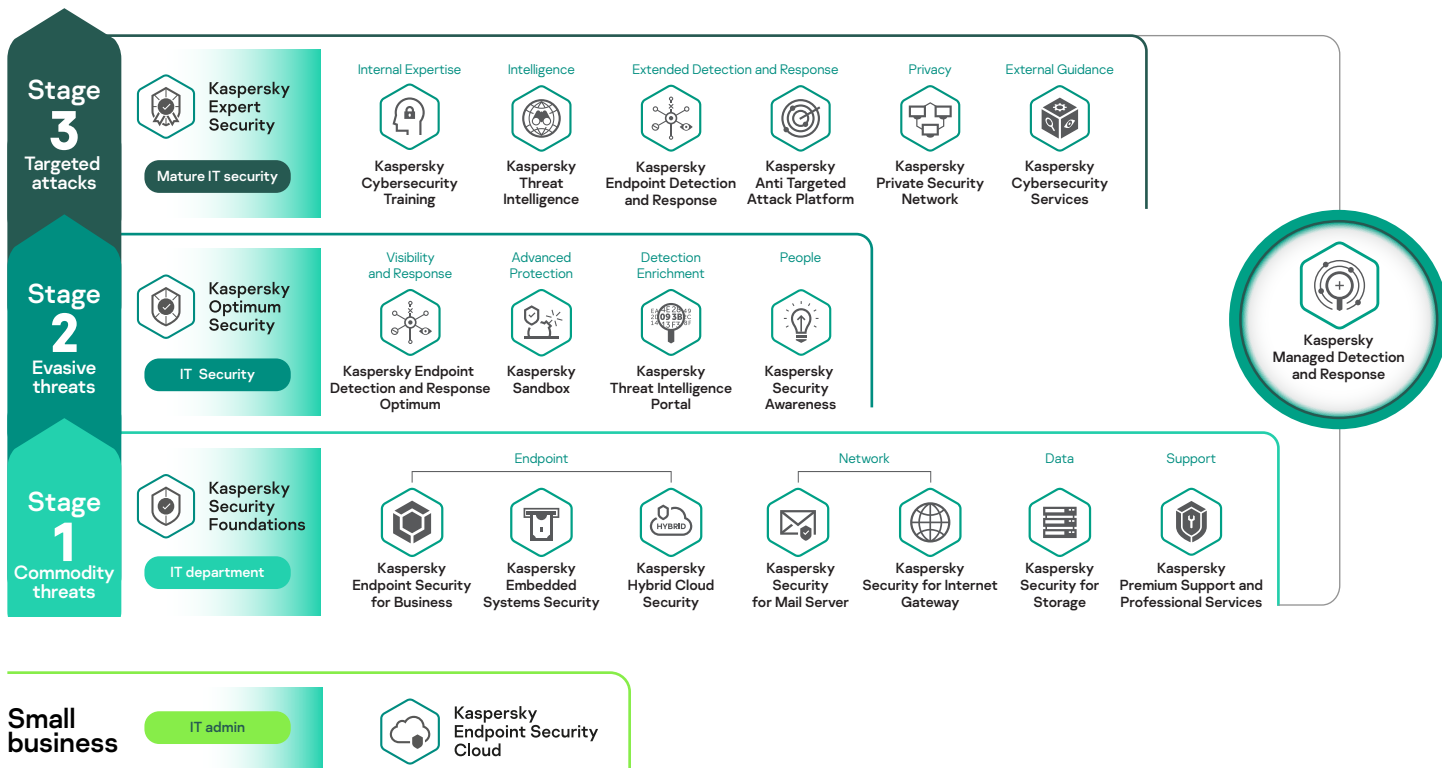 Stage
3
Targeted
attacks
Kaspersky
Expert
Security
Mature IT security
Internal Expertise
Kaspersky
Cybersecurity
Training
Intelligence
Kaspersky
Threat
Intelligence
Extended Detection and Response
Kaspersky
Endpoint Detection
and Response
Kaspersky
Anti Targeted
Attack Platform
Privacy
Kaspersky
Private Security
Network
External Guidance
Kaspersky
Cybersecurity
Services
Stage
2
Evasive
threats
Kaspersky
Optimum
Security
IT Security
Visibility
and Response
Kaspersky Endpoint
Detection and Response
Optimum
Advanced
Protection
Kaspersky
Sandbox
Detection
Enrichment
093B
Kaspersky
Threat Intelligence
Portal
People
Kaspersky
Security
Awareness
Kaspersky
Managed Detection
and Response
Stage
1
Commodity
threats
Kaspersky
Security
Foundations
IT department
Endpoint
Kaspersky
Endpoint Security
for Business
Kaspersky
Embedded
Systems Security
HYBRID
Kaspersky
Hybrid Cloud
Security
Network
Kaspersky
Security
for Mail Server
Kaspersky
Security for Internet
Gateway
Data
Kaspersky
Security for
Storage
Support
Kaspersky
Premium Support and
Professional Services
Small
business
IT admin
Kaspersky
Endpoint Security
Cloud